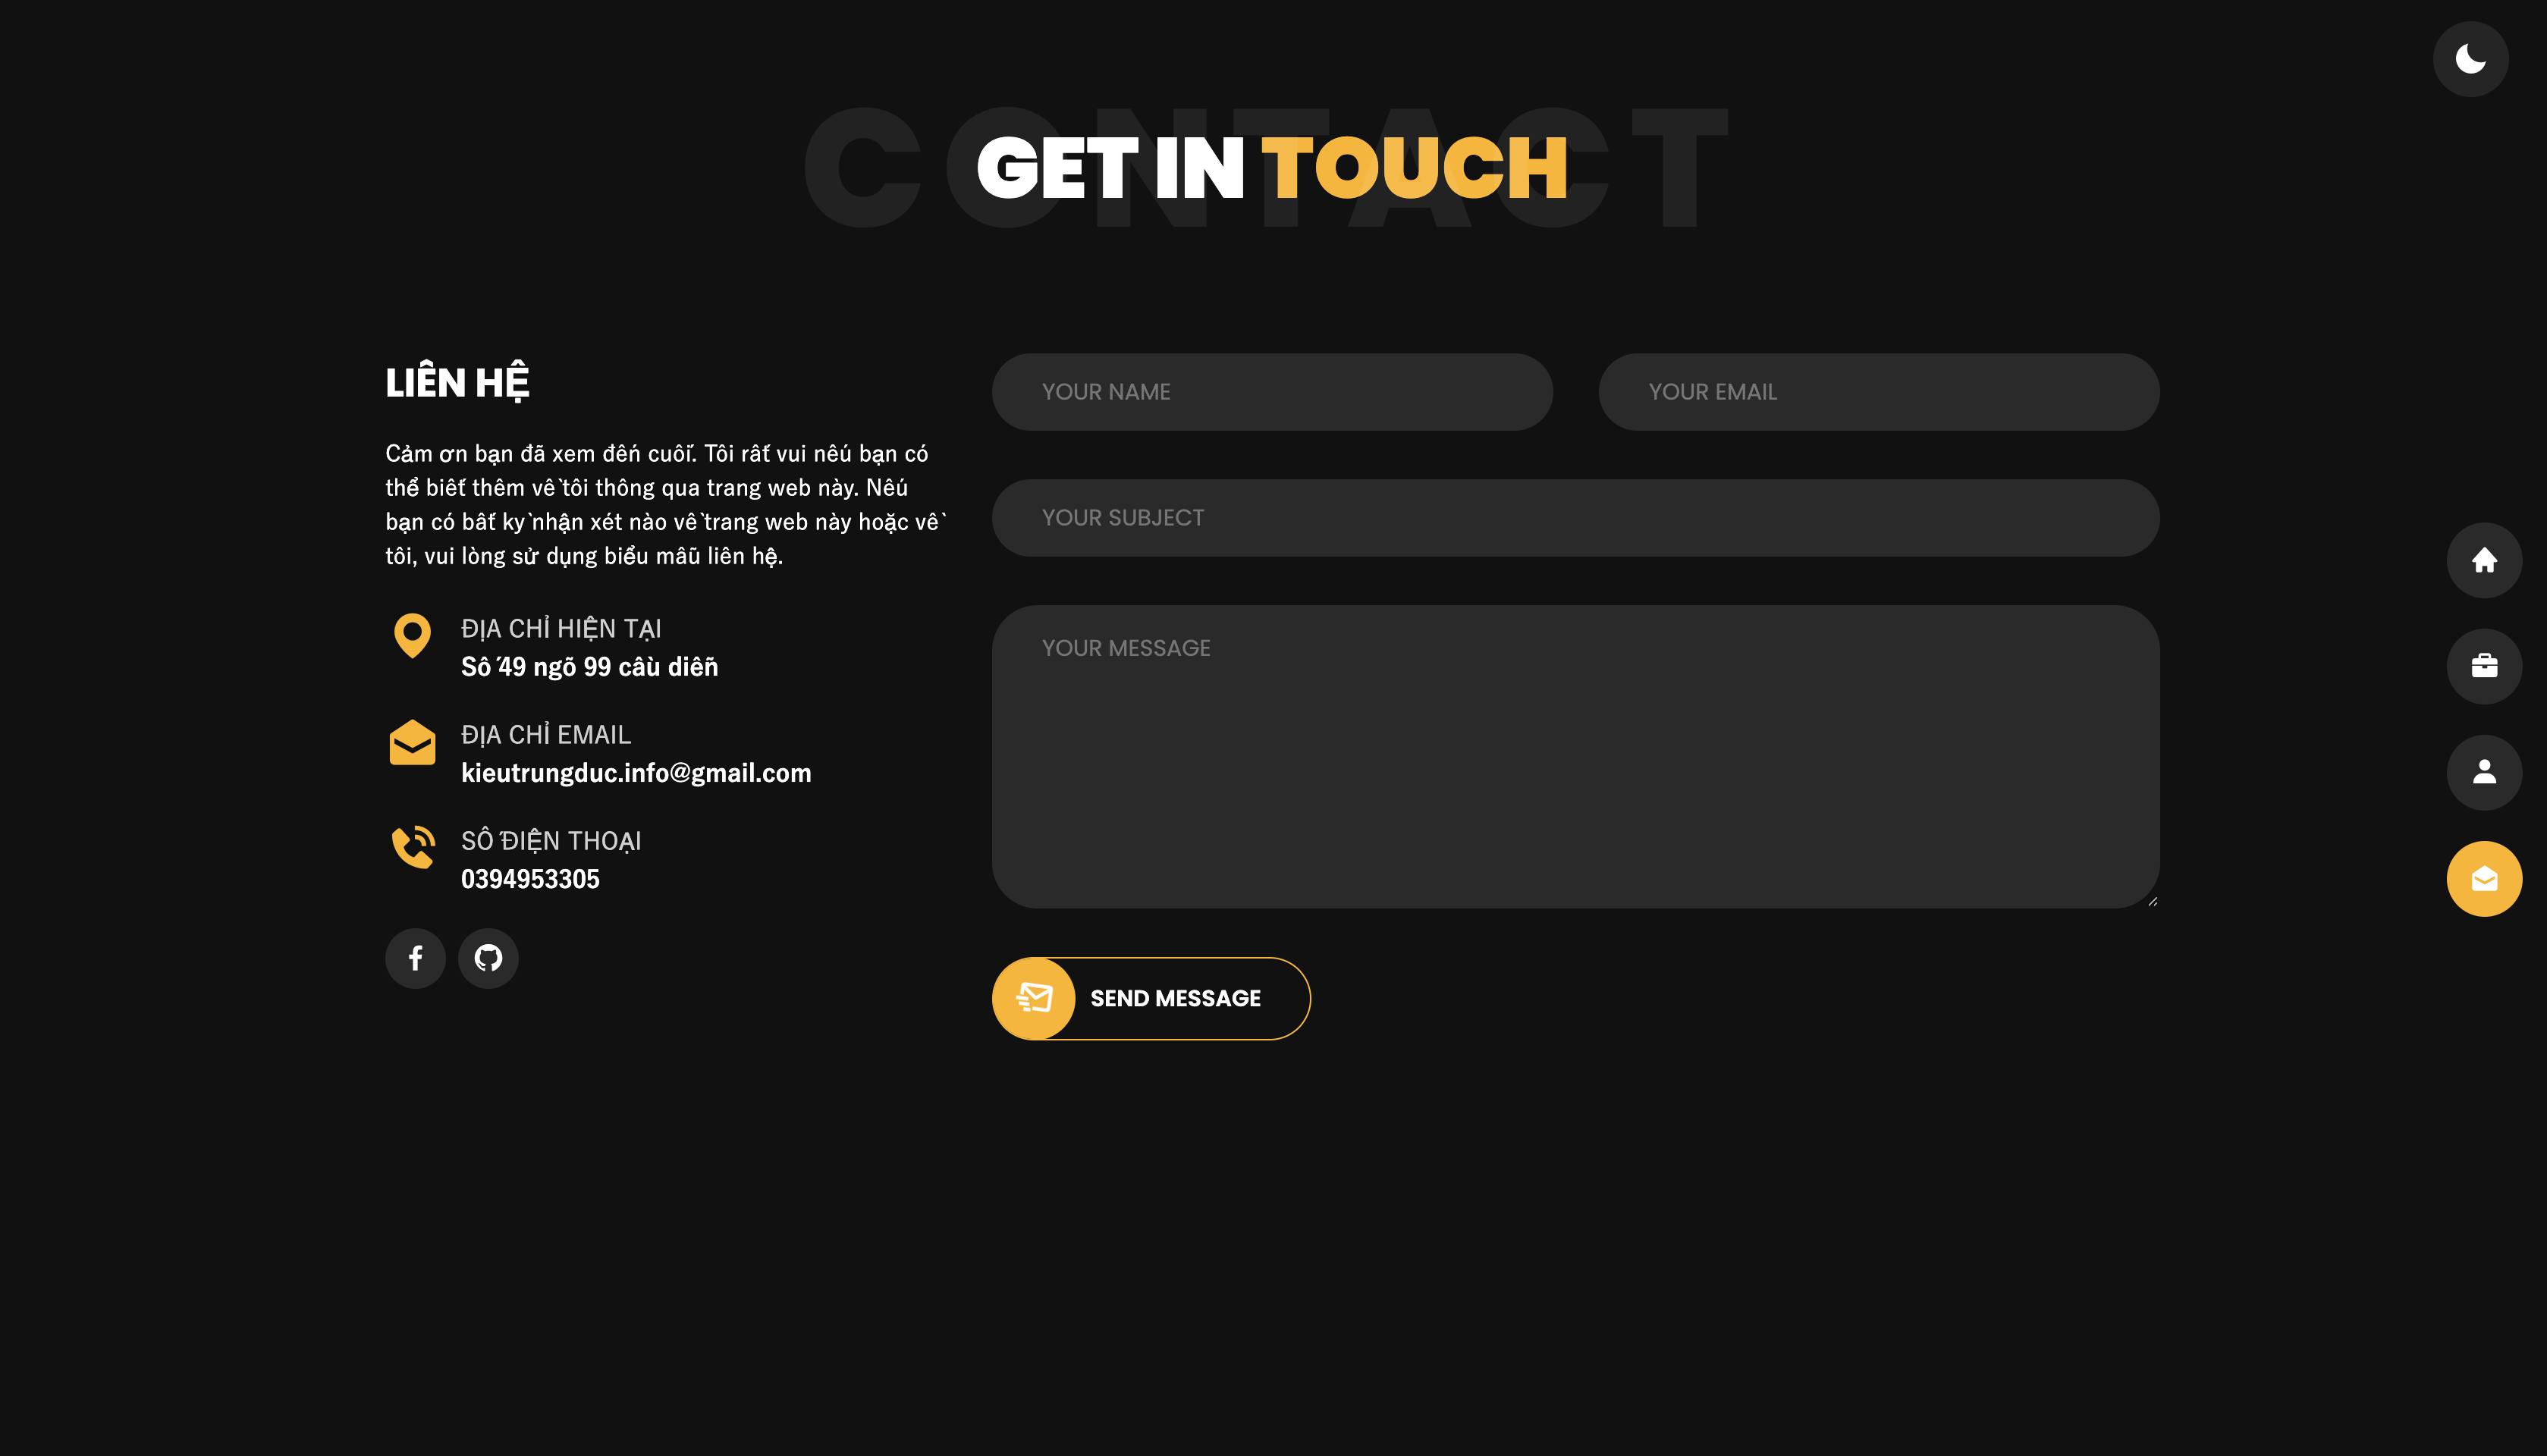 CONTACT
GET IN TOUCH
LIÊN HỆ
Cảm ơn bạn đã xem đến cuối. Tôi rất vui nếu bạn có
thể biết thêm về tôi thông qua trang web này. Nếu
bạn có bất kỳ nhận xét nào về trang web này hoặc về
tôi, vui lòng sử dụng biểu mẫu liên hệ.
ĐỊA CHỈ HIỆN TẠI
Số 49 ngõ 99 cầu diễn
ĐỊA CHỈ EMAIL
kieutrungduc.info@gmail.com
SỐ ĐIỆN THOẠI
0394953305
YOUR NAME
YOUR EMAIL
YOUR SUBJECT
YOUR MESSAGE
SEND MESSAGE